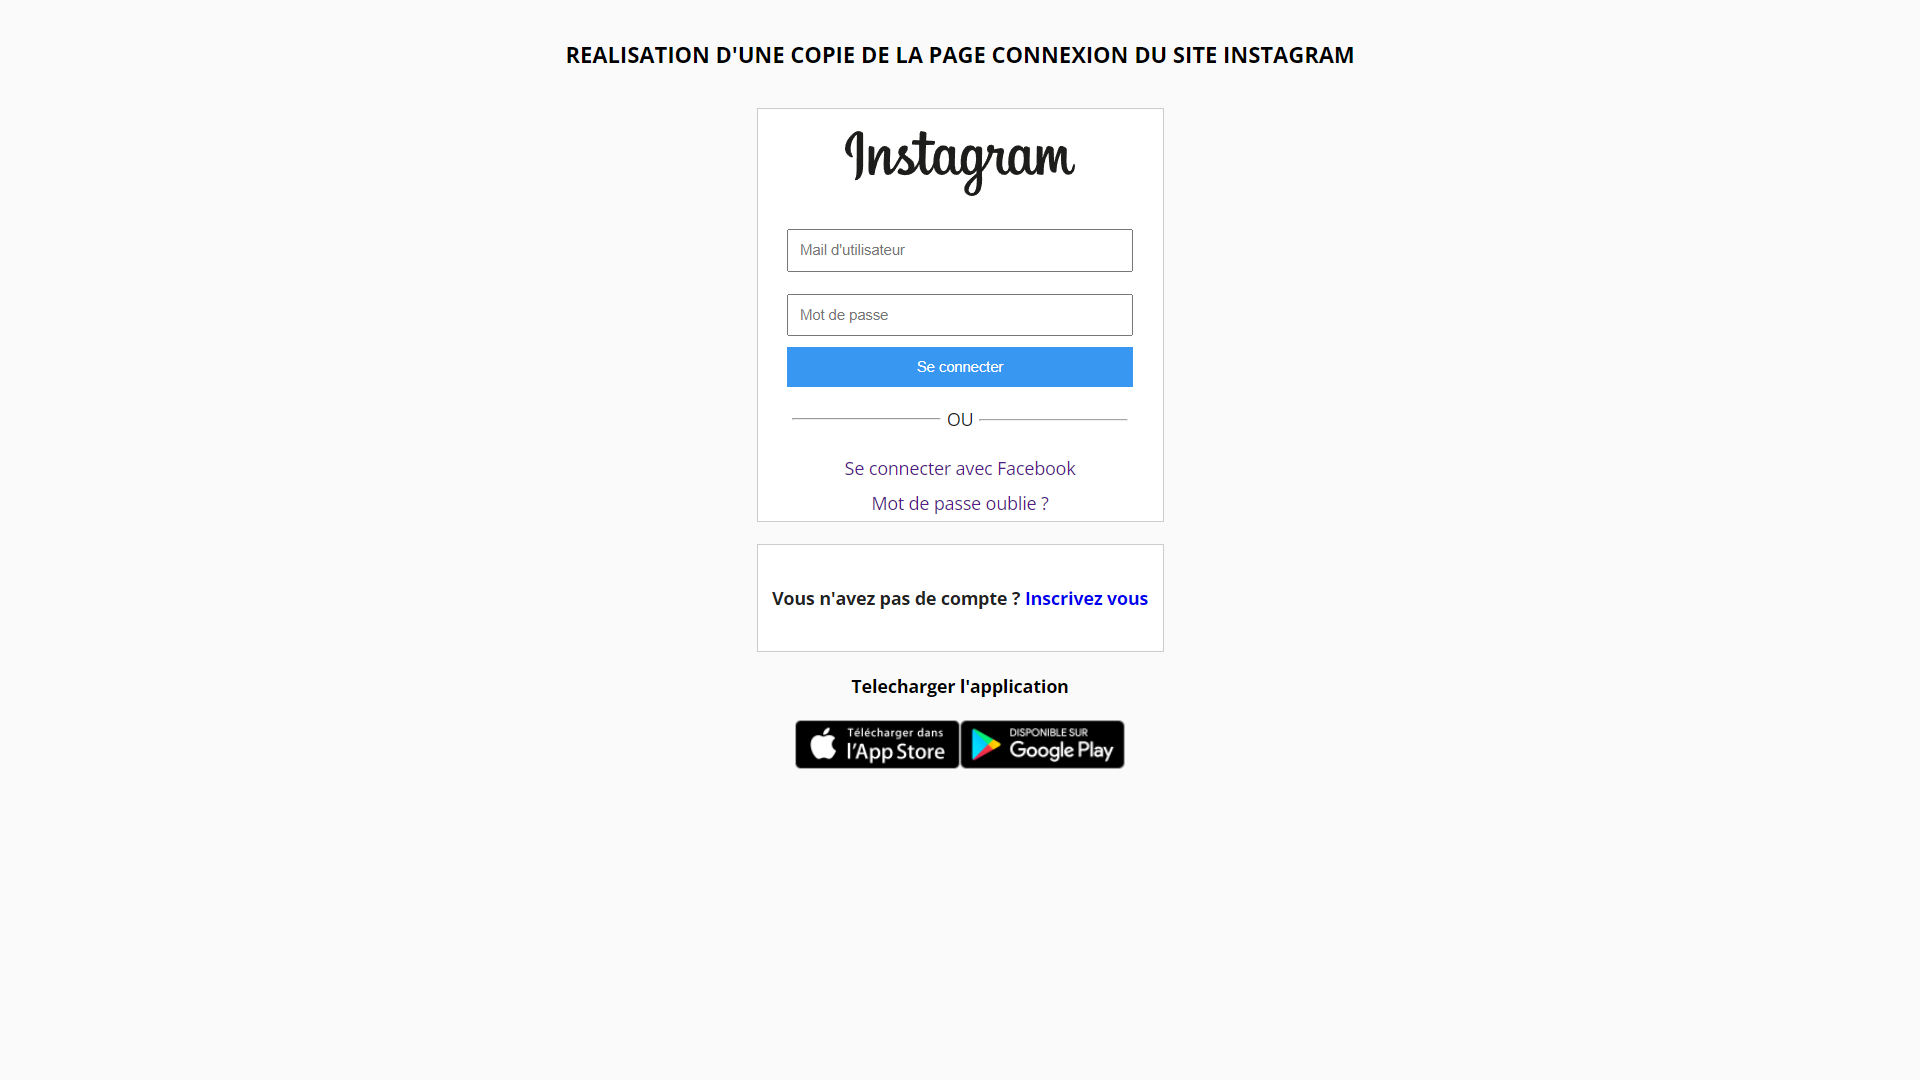 REALISATION D'UNE COPIE DE LA PAGE CONNEXION DU SITE INSTAGRAM
Instagram
Mail d'utilisateur
Mot de passe
Se connecter
OU
Se connecter avec Facebook
Mot de passe oublie ?
Vous n'avez pas de compte ? Inscrivez vous
Telecharger l'application
Télécharger dans
l'App Store
DISPONIBLE SUR
Google Play